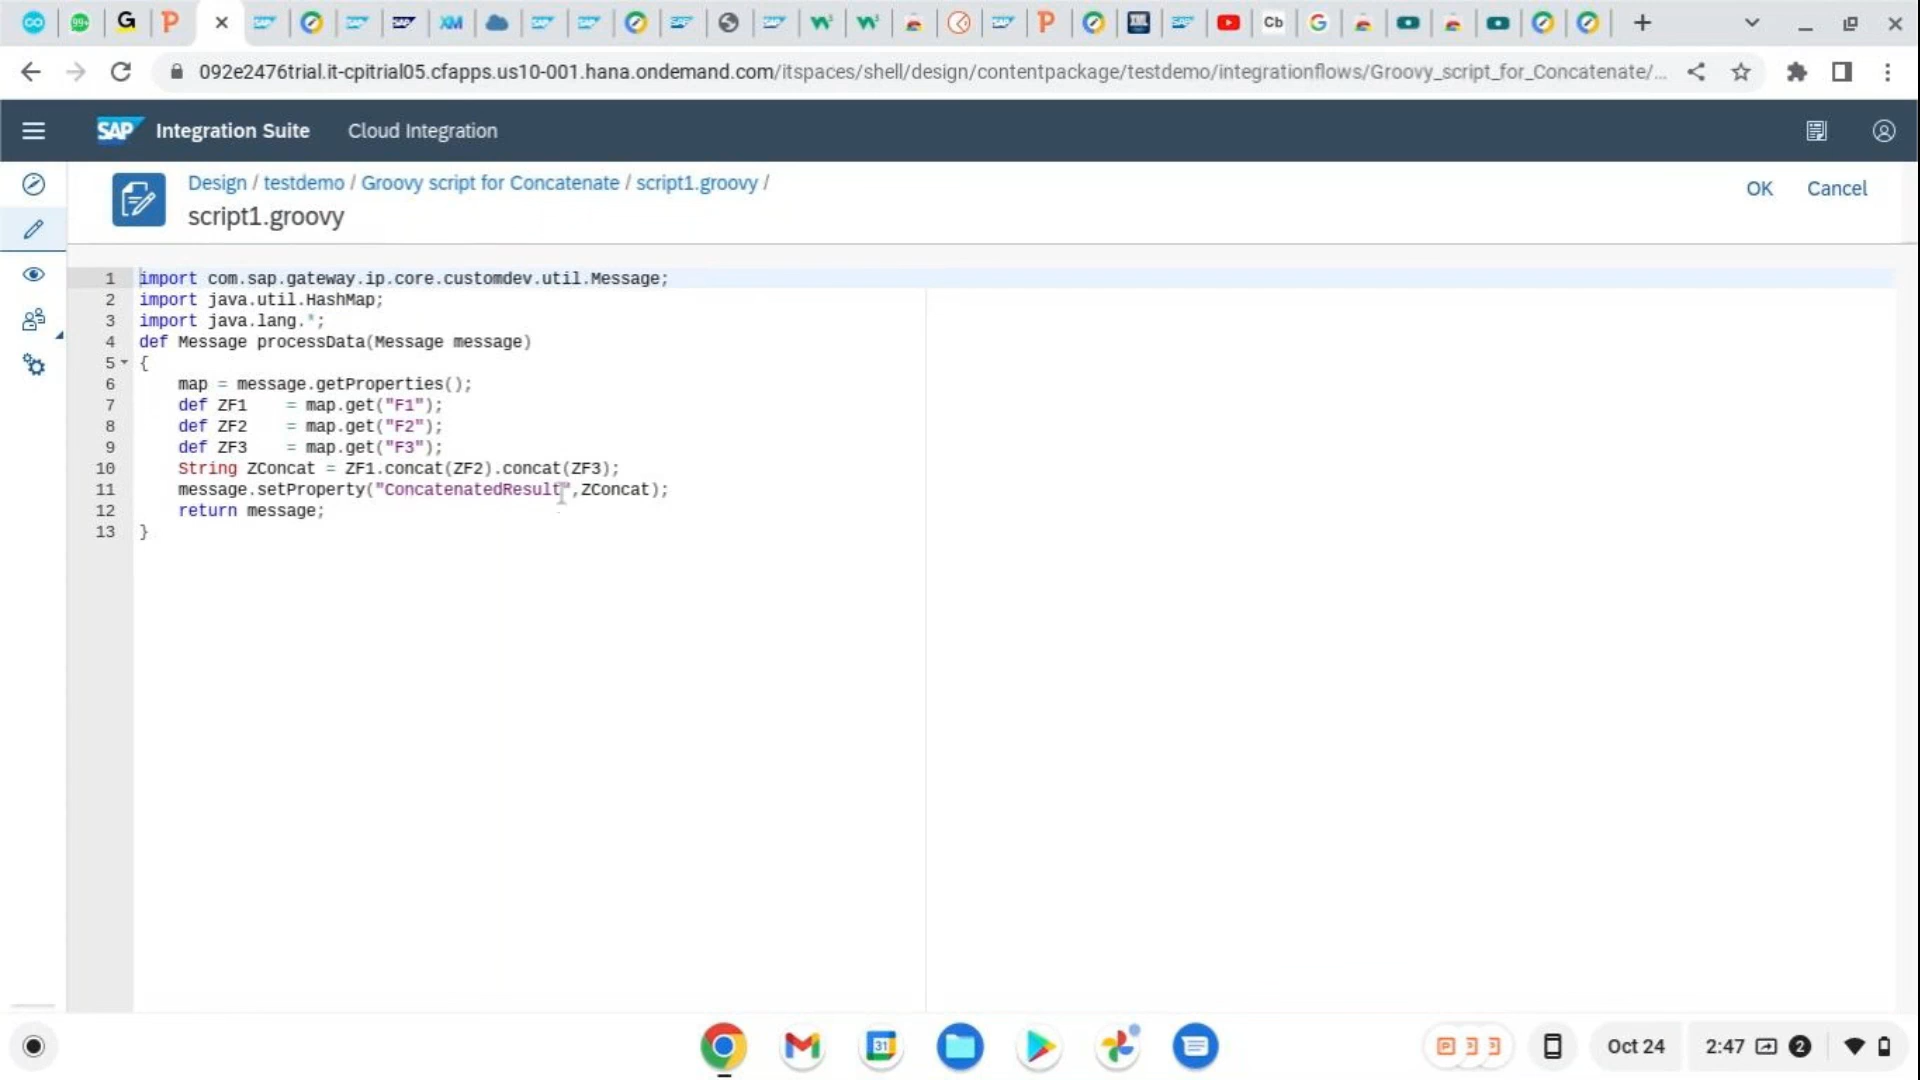 99+
G
P
XM
P
Cb
G
092e2476trial.it-cpitrial05.cfapps.us10-001.hana.ondemand.com/itspaces/shell/design/contentpackage/testdemo/integrationflows/Groovy_script_for_Concatenate/...
SAP Integration Suite Cloud Integration
Design / testdemo / Groovy script for Concatenate / script1.groovy /
OK Cancel
script1.groovy
1 import com.sap.gateway.ip.core.customdev.util.Message;
2 import java.util.HashMap;
3 import java.lang.*;
4 def Message processData(Message message)
5 {
6 map = message.getProperties();
7 def ZF1 = map.get("F1");
8 def ZF2 = map.get("F2");
9 def ZF3 = map.get("F3");
10 String ZConcat = ZF1.concat(ZF2).concat(ZF3);
11 message.setProperty("ConcatenatedResult",ZConcat);
12 return message;
13 }
31
Oct 24
2:47
2